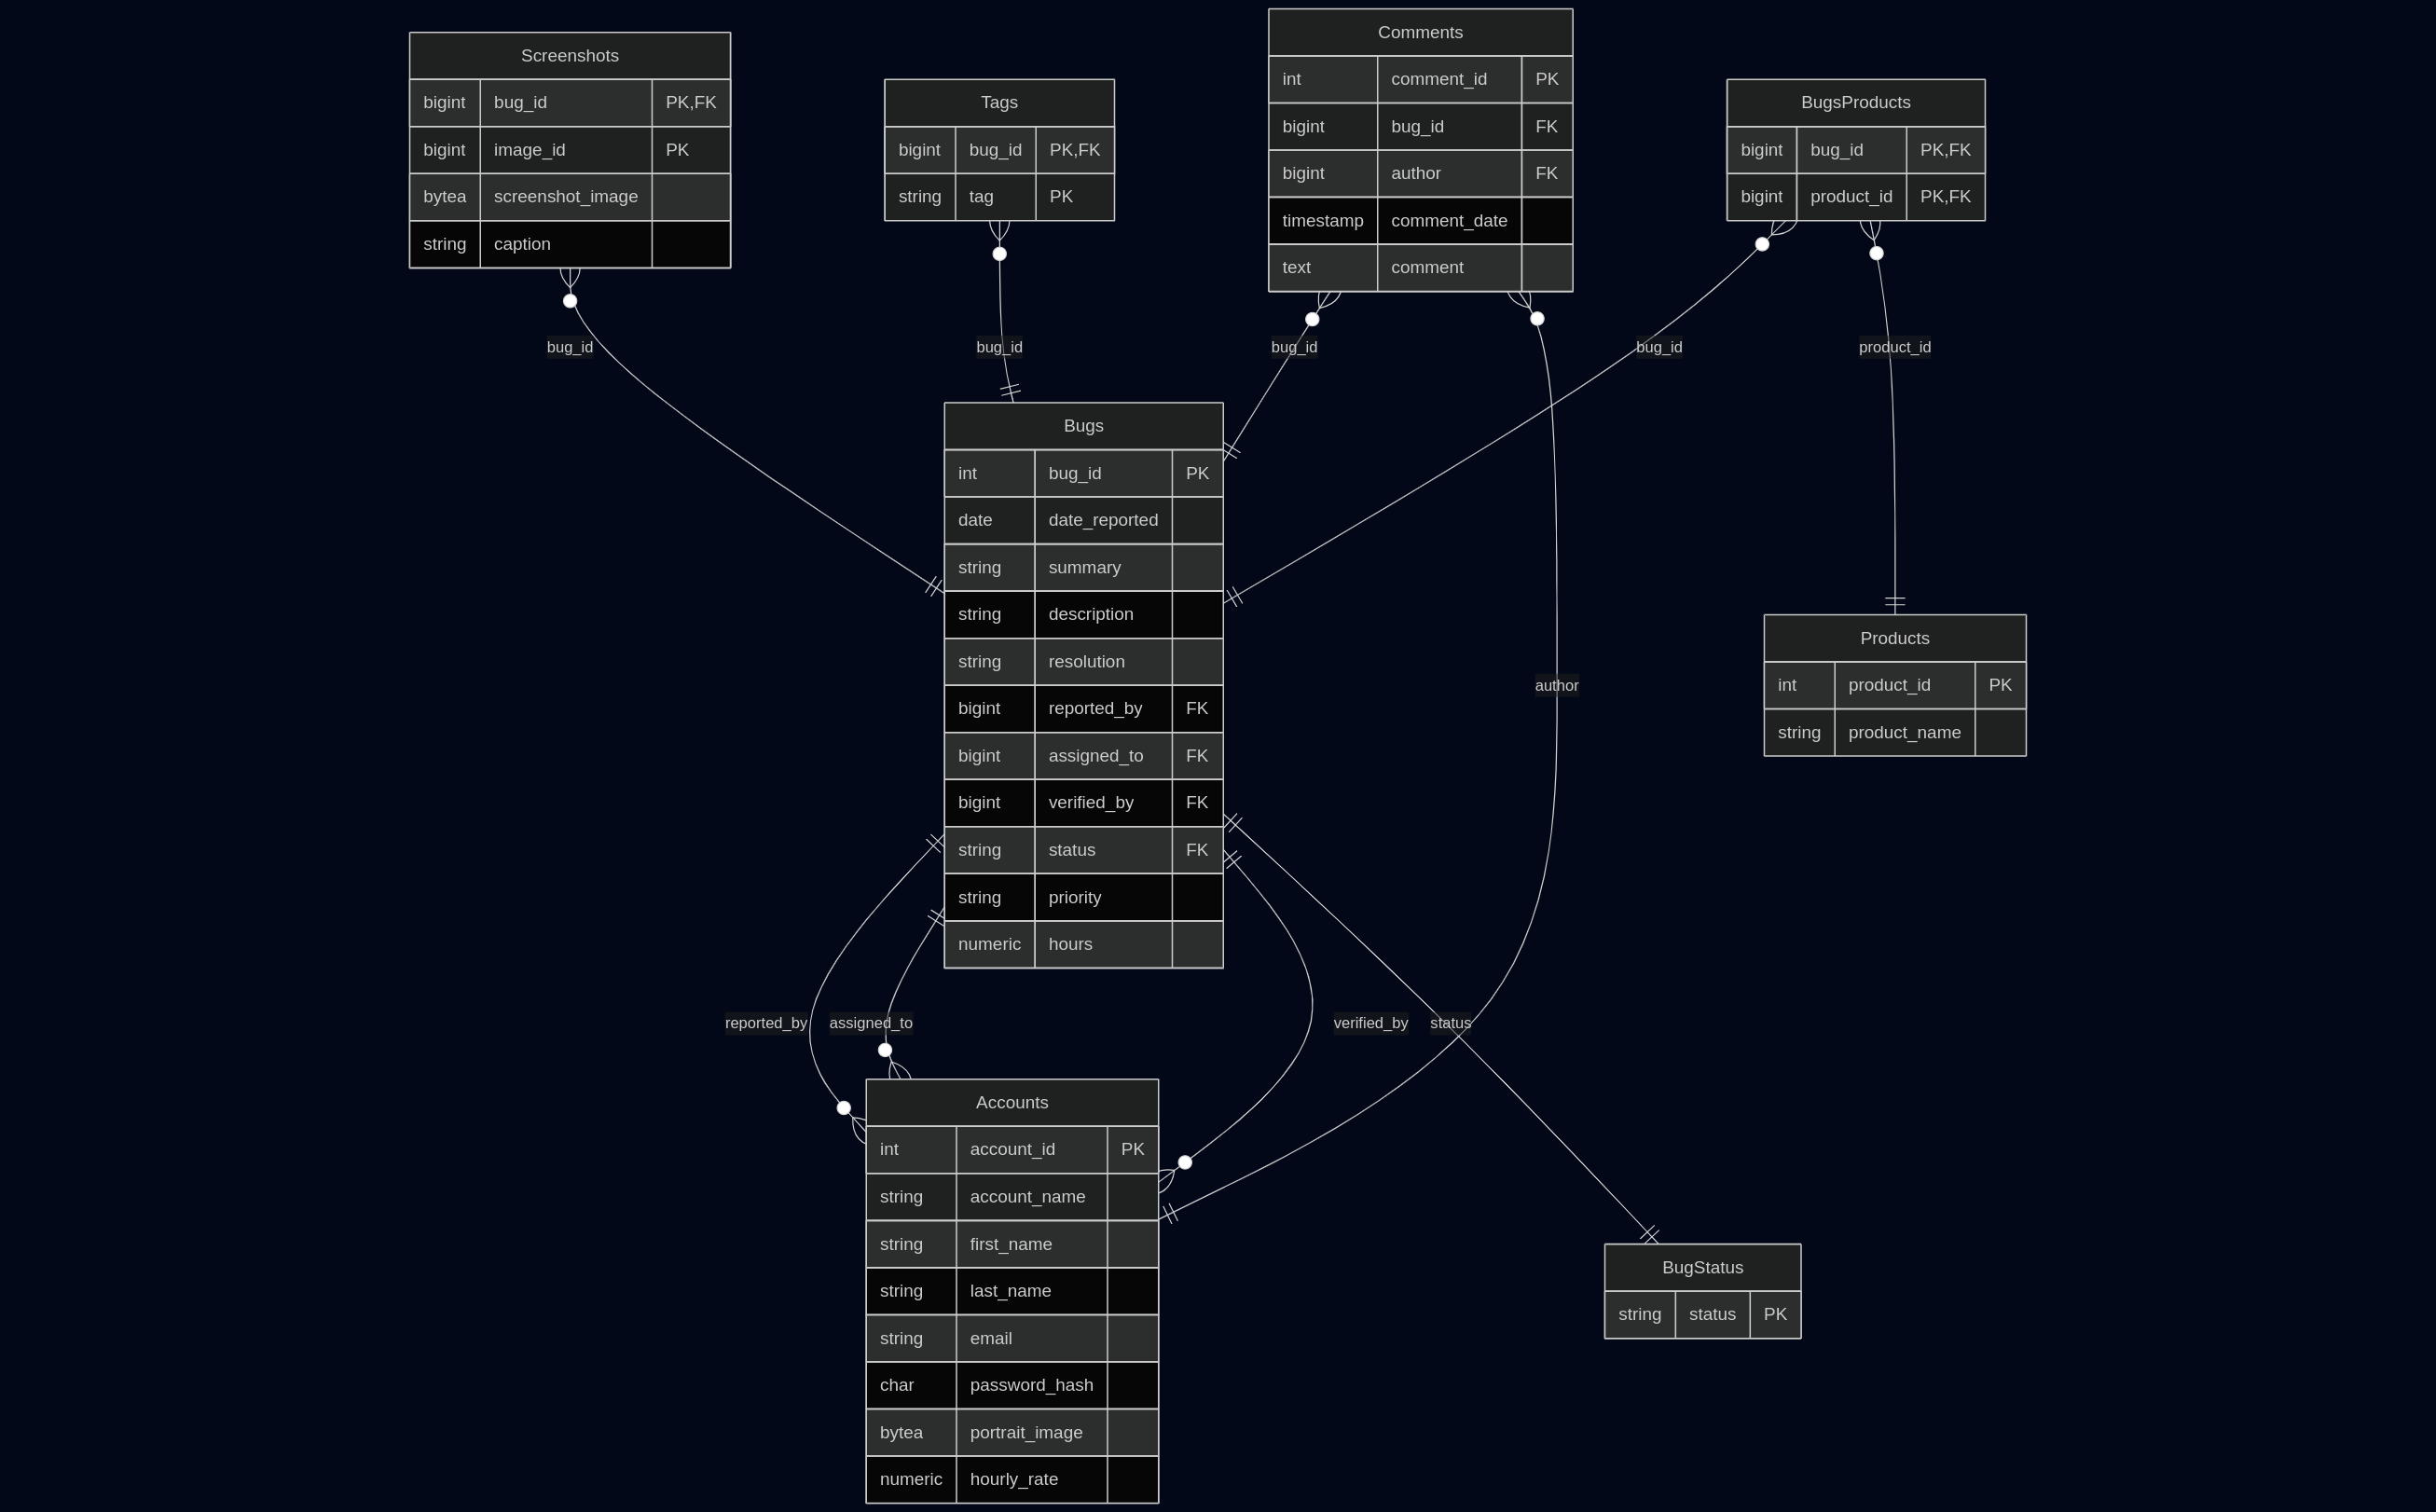 Screenshots
bigint bug_id PK,FK
bigint image_id PK
bytea screenshot_image
string caption
Tags
bigint bug_id PK,FK
string tag PK
Comments
int comment_id PK
bigint bug_id FK
bigint author FK
timestamp comment_date
text comment
BugsProducts
bigint bug_id PK,FK
bigint product_id PK,FK
bug_id
bug_id
bug_id
bug_id
product_id
Bugs
int bug_id PK
date date_reported
string summary
string description
string resolution
bigint reported_by FK
bigint assigned_to FK
bigint verified_by FK
string status FK
string priority
numeric hours
author
Products
int product_id PK
string product_name
reported_by
assigned_to
verified_by
status
Accounts
int account_id PK
string account_name
string first_name
string last_name
string email
char password_hash
bytea portrait_image
numeric hourly_rate
BugStatus
string status PK